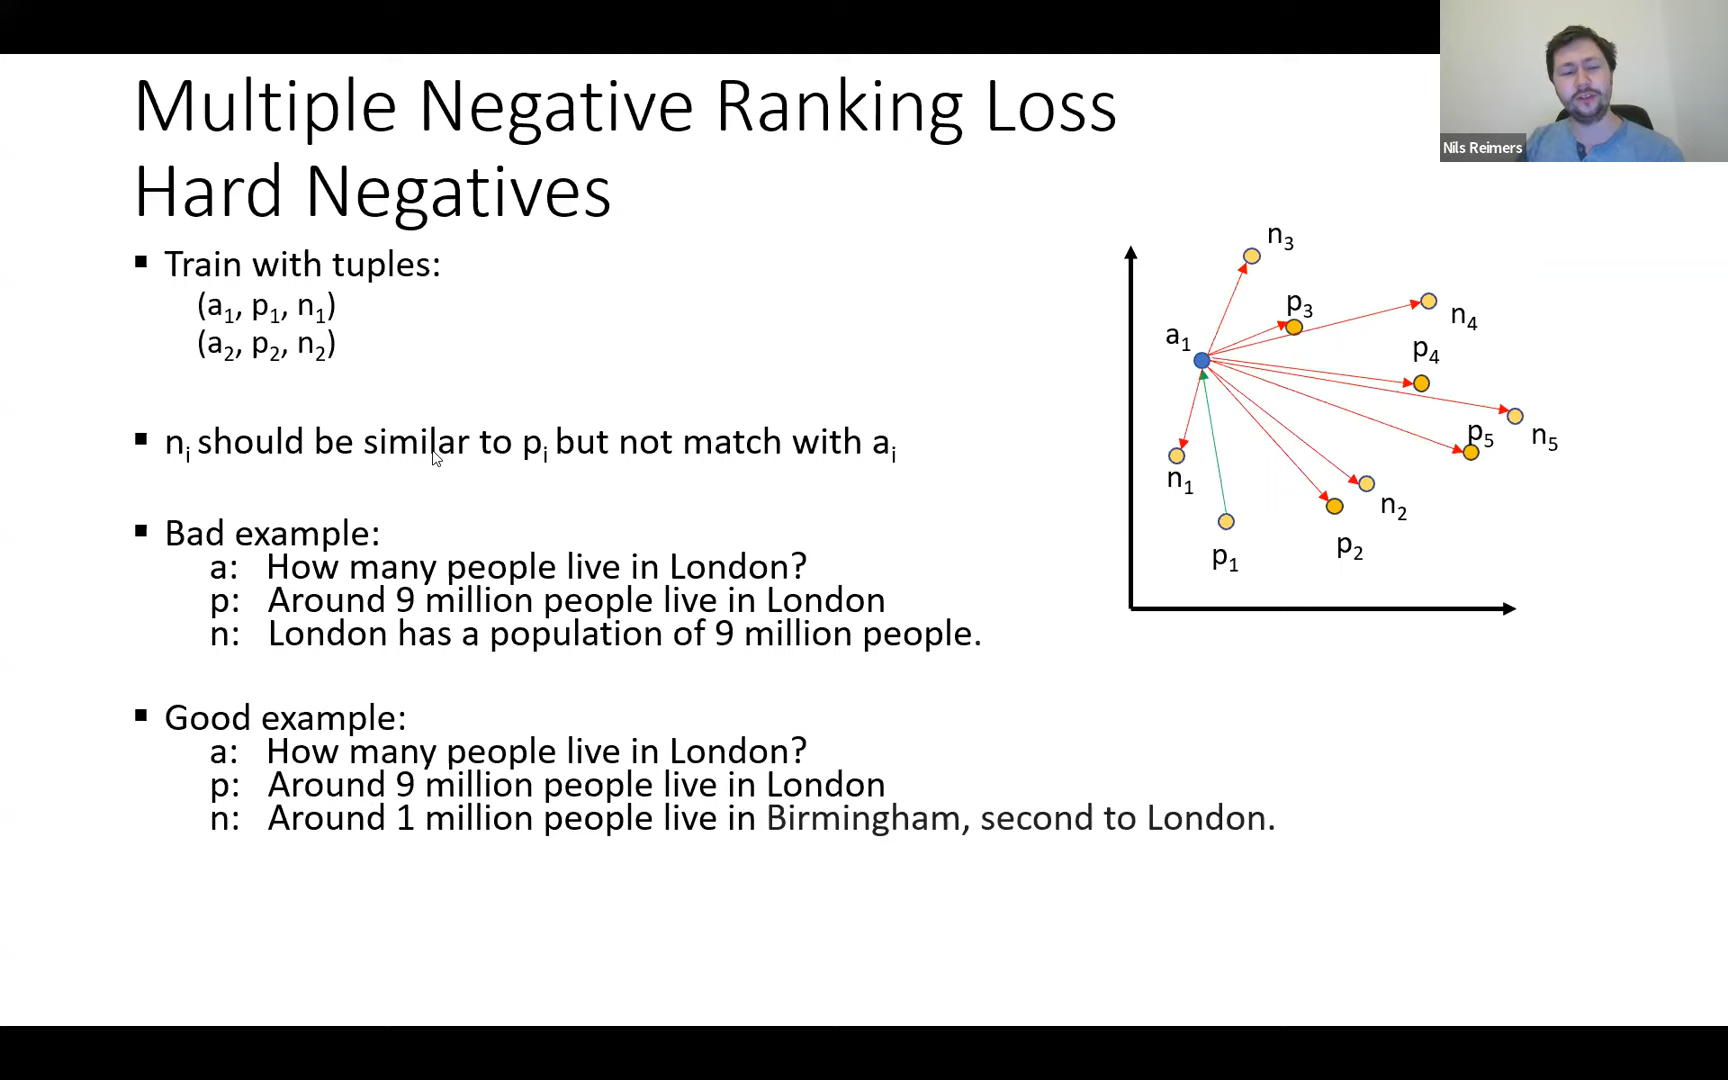 Multiple Negative Ranking Loss
Hard Negatives
Nils Reimers
▪ Train with tuples:
(a₁, p₁, n₁)
(a₂, p₂, n₂)
▪ nᵢ should be similar to pᵢ but not match with aᵢ
▪ Bad example:
a: How many people live in London?
p: Around 9 million people live in London
n: London has a population of 9 million people.
▪ Good example:
a: How many people live in London?
p: Around 9 million people live in London
n: Around 1 million people live in Birmingham, second to London.
n₃
p₃
n₄
a₁
p₄
p₅
n₅
n₁
n₂
p₂
p₁